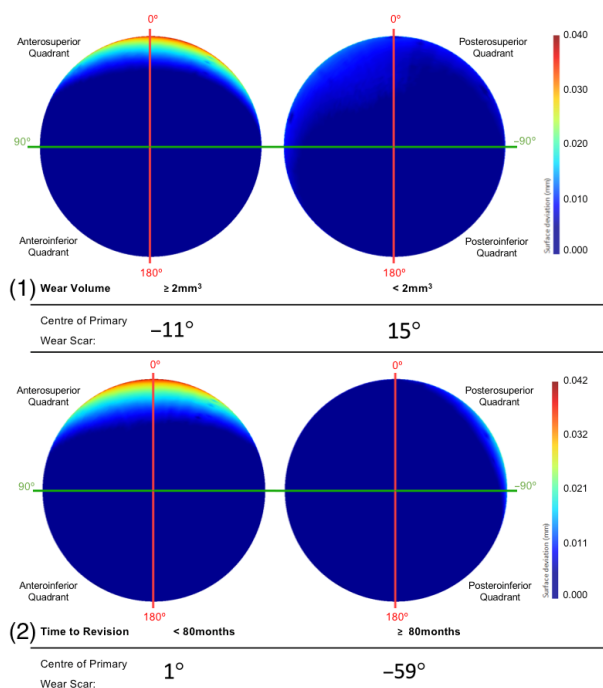 0°
Anterosuperior
Quadrant
Posterosuperior
Quadrant
0.040
0.030
0.020
0.010
0.000
Surface deviation (mm)
90°
–90°
Anteroinferior
Quadrant
Posteroinferior
Quadrant
180°
(1) Wear Volume ≥ 2mm³ < 2mm³
Centre of Primary
Wear Scar:
–11° 15°
0°
Anterosuperior
Quadrant
Posterosuperior
Quadrant
0.042
0.032
0.021
0.011
0.000
Surface deviation (mm)
90°
–90°
Anteroinferior
Quadrant
Posteroinferior
Quadrant
180°
180°
(2) Time to Revision < 80months ≥ 80months
Centre of Primary
Wear Scar:
1° –59°